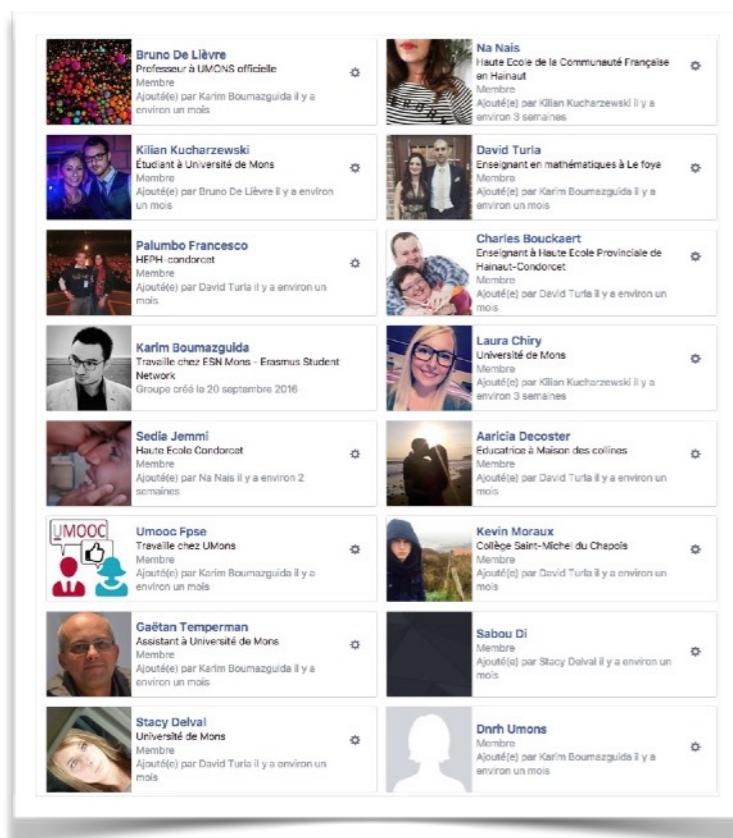 Bruno De Lièvre
Professeur à UMONS officielle
Membre
Ajouté(e) par Karim Boumazguida il y a
environ un mois
Na Nais
Haute Ecole de la Communauté Française
en Hainaut
Membre
Ajouté(e) par Kilian Kucharzewski il y a
environ 3 semaines
Kilian Kucharzewski
Étudiant à Université de Mons
Membre
Ajouté(e) par Bruno De Lièvre il y a environ
un mois
David Turla
Enseignant en mathématiques à Le foya
Membre
Ajouté(e) par Karim Boumazguida il y a
environ un mois
Palumbo Francesco
HEPH-condorcet
Membre
Ajouté(e) par David Turla il y a environ un
mois
Charles Bouckaert
Enseignant à Haute Ecole Provinciale de
Hainaut-Condorcet
Membre
Ajouté(e) par David Turla il y a environ un
mois
Karim Boumazguida
Travaille chez ESN Mons - Erasmus Student
Network
Groupe créé le 20 septembre 2016
Laura Chiry
Université de Mons
Membre
Ajouté(e) par Kilian Kucharzewski il y a
environ 3 semaines
Sedia Jemmi
Haute Ecole Condorcet
Membre
Ajouté(e) par Na Nais il y a environ 2
semaines
Aaricia Decoster
Educatrice à Maison des collines
Membre
Ajouté(e) par David Turla il y a environ un
mois
UMOOC
Umooc Fpse
Travaille chez UMons
Membre
Ajouté(e) par Karim Boumazguida il y a
environ un mois
Kevin Moraux
Collège Saint-Michel du Chapois
Membre
Ajouté(e) par David Turla il y a environ un
mois
Gaëtan Temperman
Assistant à Université de Mons
Membre
Ajouté(e) par Karim Boumazguida il y a
environ un mois
Sabou Di
Membre
Ajouté(e) par Stacy Delval il y a environ un
mois
Stacy Delval
Université de Mons
Membre
Ajouté(e) par David Turla il y a environ un
mois
Dnrh Umons
Membre
Ajouté(e) par Karim Boumazguida il y a
environ un mois